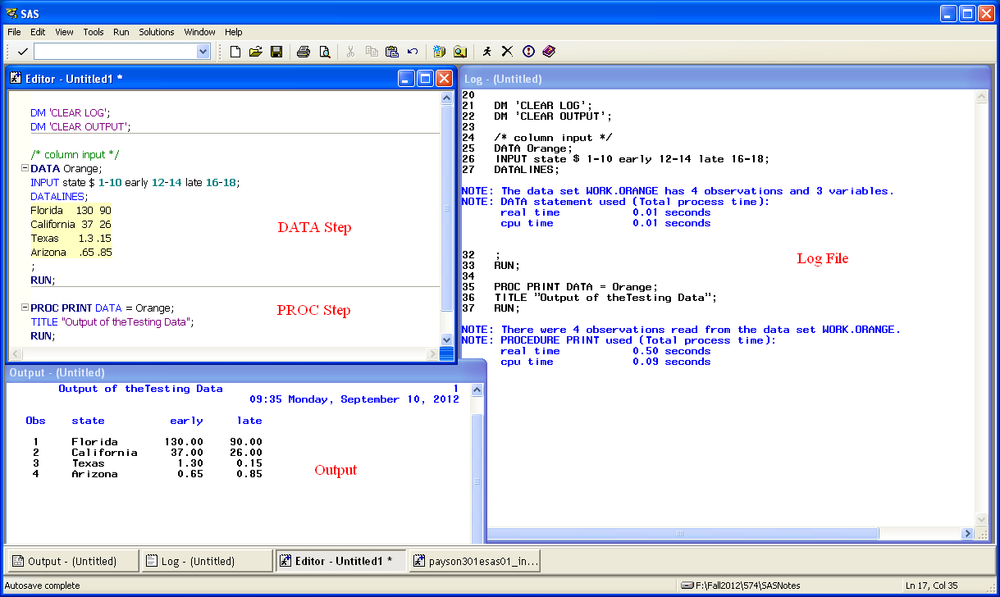 SAS
File Edit View Tools Run Solutions Window Help
Editor - Untitled1 *
DM 'CLEAR LOG';
DM 'CLEAR OUTPUT';
/* column input */
DATA Orange;
INPUT state $ 1-10 early 12-14 late 16-18;
DATALINES;
Florida 130 90
California 37 26
Texas 1.3 .15
Arizona .65 .85
;
RUN;
DATA Step
PROC PRINT DATA = Orange;
TITLE "Output of theTesting Data";
RUN;
PROC Step
Log - (Untitled)
20
21 DM 'CLEAR LOG';
22 DM 'CLEAR OUTPUT';
23
24 /* column input */
25 DATA Orange;
26 INPUT state $ 1-10 early 12-14 late 16-18;
27 DATALINES;
NOTE: The data set WORK.ORANGE has 4 observations and 3 variables.
NOTE: DATA statement used (Total process time):
real time 0.01 seconds
cpu time 0.01 seconds
32 ;
33 RUN;
34
35 PROC PRINT DATA = Orange;
36 TITLE "Output of theTesting Data";
37 RUN;
Log File
NOTE: There were 4 observations read from the data set WORK.ORANGE.
NOTE: PROCEDURE PRINT used (Total process time):
real time 0.50 seconds
cpu time 0.09 seconds
Output - (Untitled)
Output of theTesting Data 1
09:35 Monday, September 10, 2012
Obs state early late
1 Florida 130.00 90.00
2 California 37.00 26.00
3 Texas 1.30 0.15
4 Arizona 0.65 0.85
Output
Output - (Untitled) Log - (Untitled) Editor - Untitled1 * payson301esas01_in...
Autosave complete F:\Fall2012\574\SASNotes Ln 17, Col 35